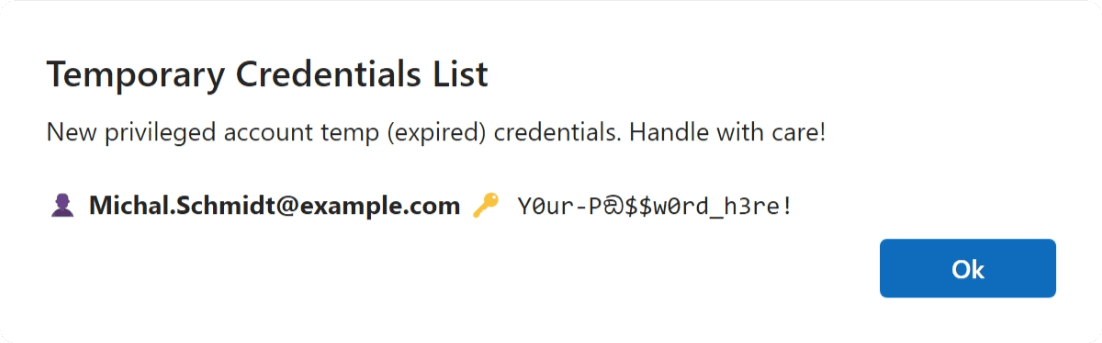 Temporary Credentials List
New privileged account temp (expired) credentials. Handle with care!
👤 Michal.Schmidt@example.com 🔑 Y0ur-P@$$w0rd_h3re!
Ok